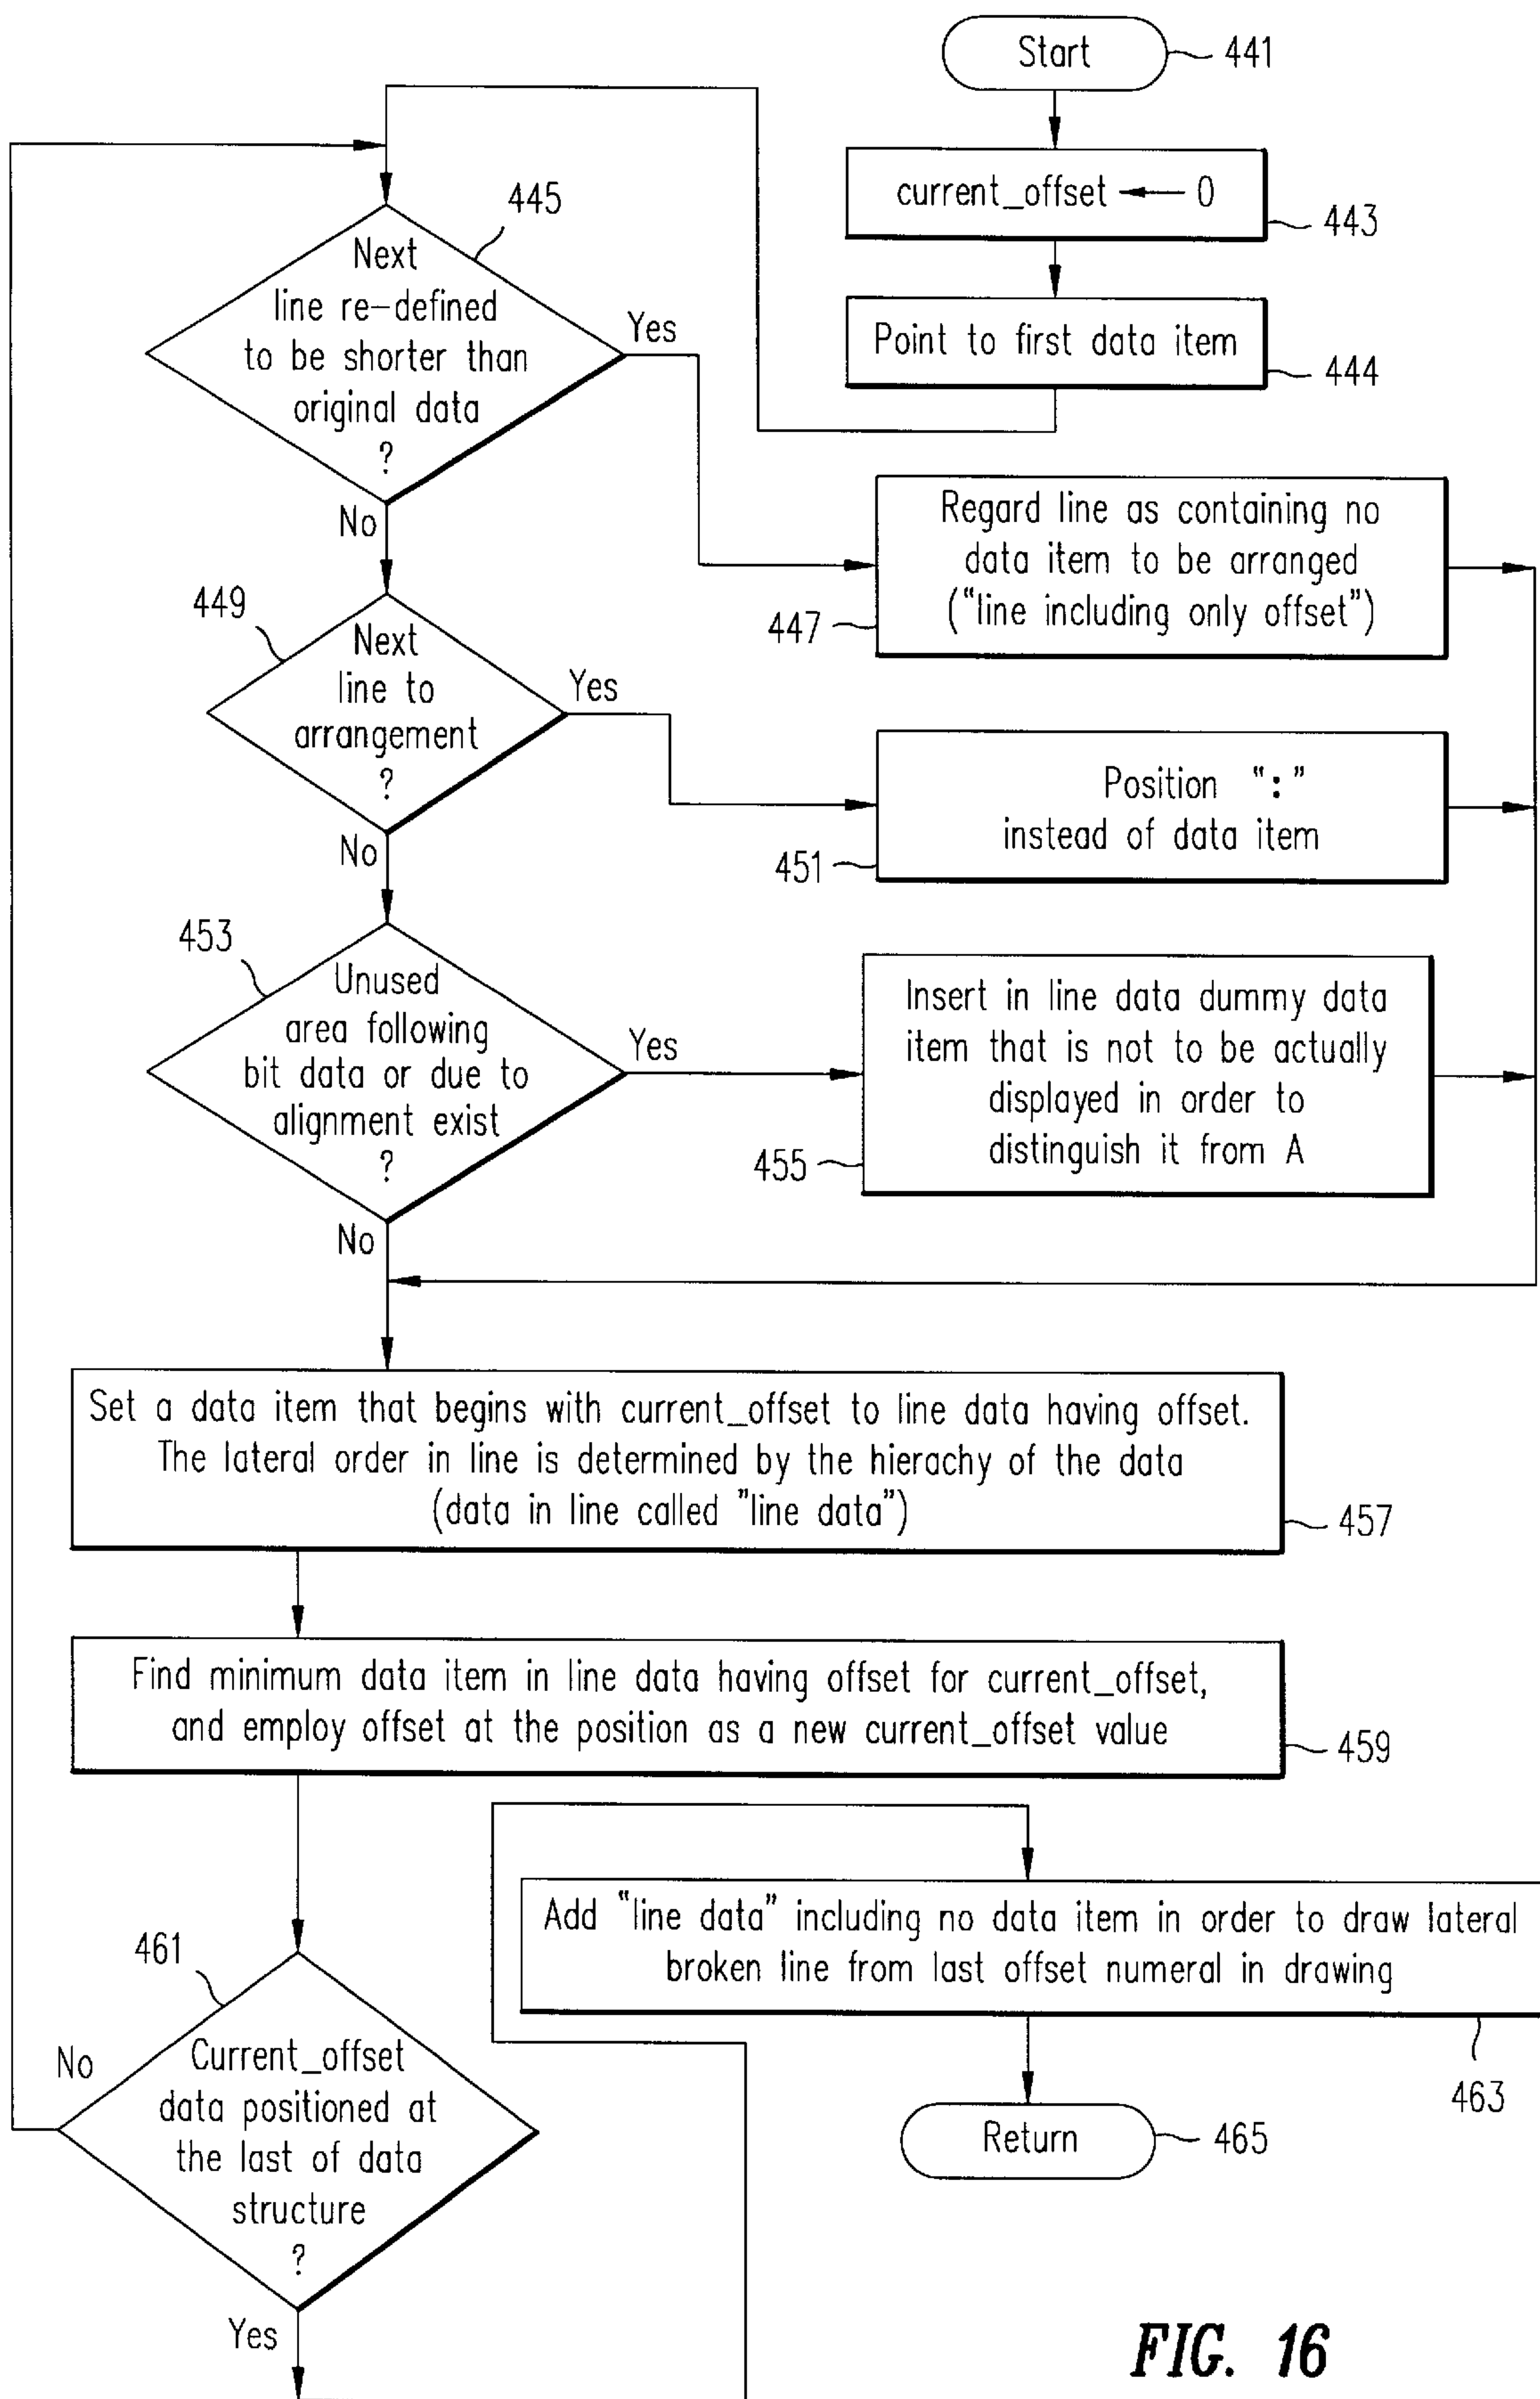 Start
441
current_offset ← 0
443
Point to first data item
444
445
Next
line re-defined
to be shorter than
original data
?
Yes
No
Regard line as containing no
data item to be arranged
("line including only offset")
447
449
Next
line to
arrangement
?
Yes
No
Position ":"
instead of data item
451
453
Unused
area following
bit data or due to
alignment exist
?
Yes
No
Insert in line data dummy data
item that is not to be actually
displayed in order to
distinguish it from A
455
Set a data item that begins with current_offset to line data having offset.
The lateral order in line is determined by the hierachy of the data
(data in line called "line data")
457
Find minimum data item in line data having offset for current_offset,
and employ offset at the position as a new current_offset value
459
461
Current_offset
data positioned at
the last of data
structure
?
No
Yes
Add "line data" including no data item in order to draw lateral
broken line from last offset numeral in drawing
463
Return
465
FIG. 16